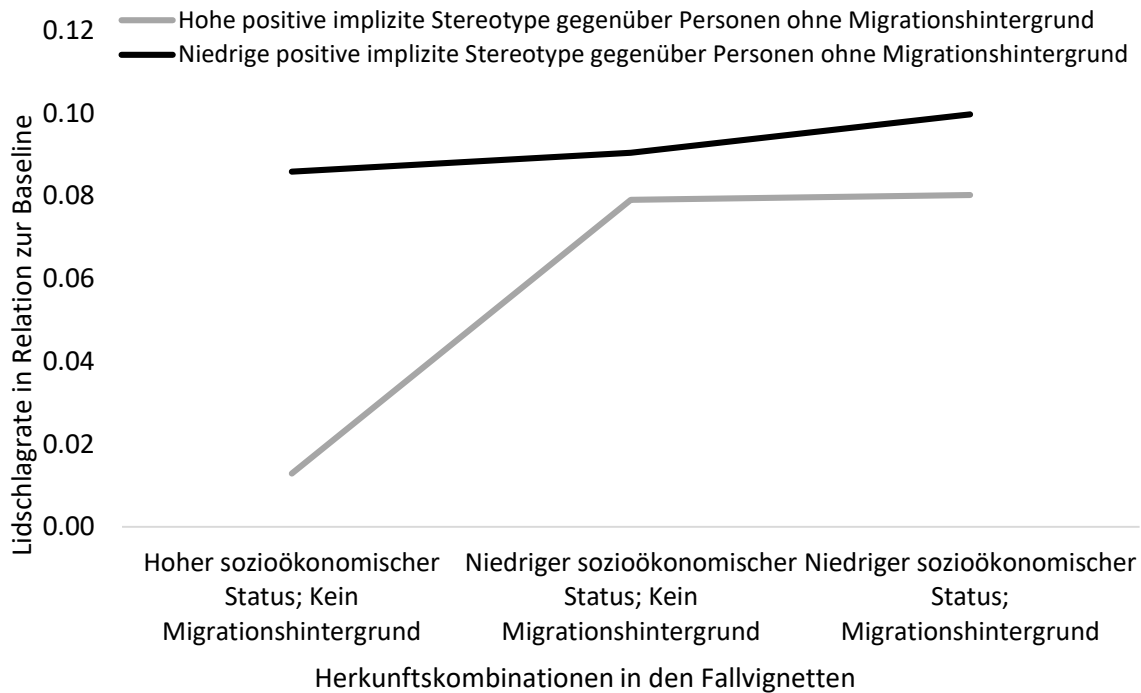 Hohe positive implizite Stereotype gegenüber Personen ohne Migrationshintergrund
Niedrige positive implizite Stereotype gegenüber Personen ohne Migrationshintergrund
Lidschlagrate in Relation zur Baseline
0.12
0.10
0.08
0.06
0.04
0.02
0.00
Hoher sozioökonomischer
Status; Kein
Migrationshintergrund
Niedriger sozioökonomischer
Status; Kein
Migrationshintergrund
Niedriger sozioökonomischer
Status;
Migrationshintergrund
Herkunftskombinationen in den Fallvignetten